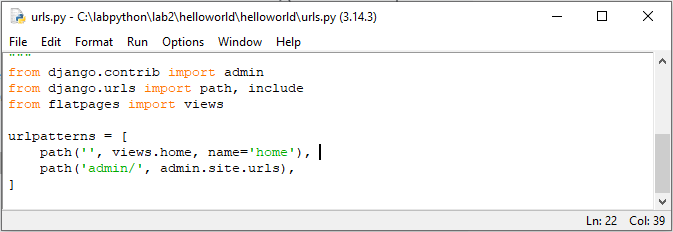 urls.py - C:\labpython\lab2\helloworld\helloworld\urls.py (3.14.3)
File Edit Format Run Options Window Help
"""
from django.contrib import admin
from django.urls import path, include
from flatpages import views
urlpatterns = [
    path('', views.home, name='home'),
    path('admin/', admin.site.urls),
]
Ln: 22 Col: 39